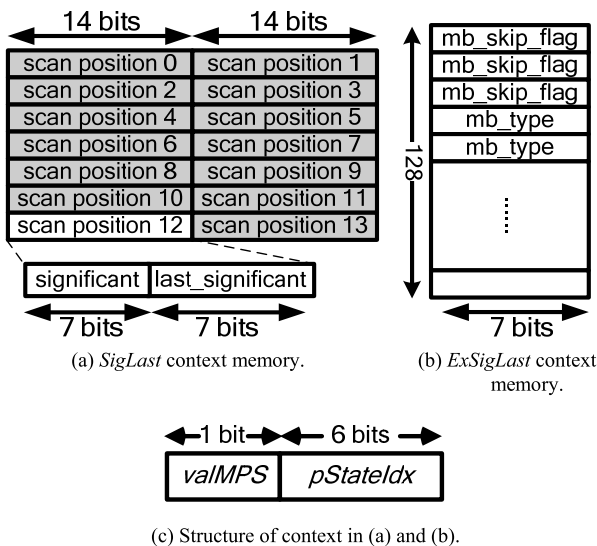 14 bits 14 bits
scan position 0 scan position 1
scan position 2 scan position 3
scan position 4 scan position 5
scan position 6 scan position 7
scan position 8 scan position 9
scan position 10 scan position 11
scan position 12 scan position 13
significant last_significant
7 bits 7 bits
(a) SigLast context memory.
mb_skip_flag
mb_skip_flag
mb_skip_flag
mb_type
mb_type
......
128
7 bits
(b) ExSigLast context
memory.
1 bit 6 bits
valMPS pStateIdx
(c) Structure of context in (a) and (b).